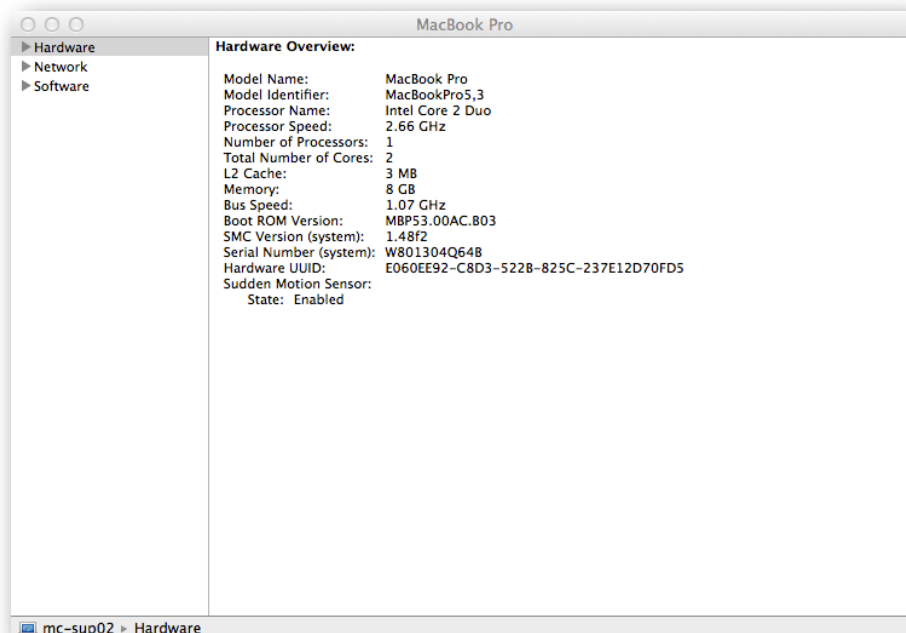 MacBook Pro
Hardware
Network
Software
Hardware Overview:
Model Name: MacBook Pro
Model Identifier: MacBookPro5,3
Processor Name: Intel Core 2 Duo
Processor Speed: 2.66 GHz
Number of Processors: 1
Total Number of Cores: 2
L2 Cache: 3 MB
Memory: 8 GB
Bus Speed: 1.07 GHz
Boot ROM Version: MBP53.00AC.B03
SMC Version (system): 1.48f2
Serial Number (system): W801304Q64B
Hardware UUID: E060EE92-C8D3-522B-825C-237E12D70FD5
Sudden Motion Sensor:
State: Enabled
mc-sup02 ▸ Hardware